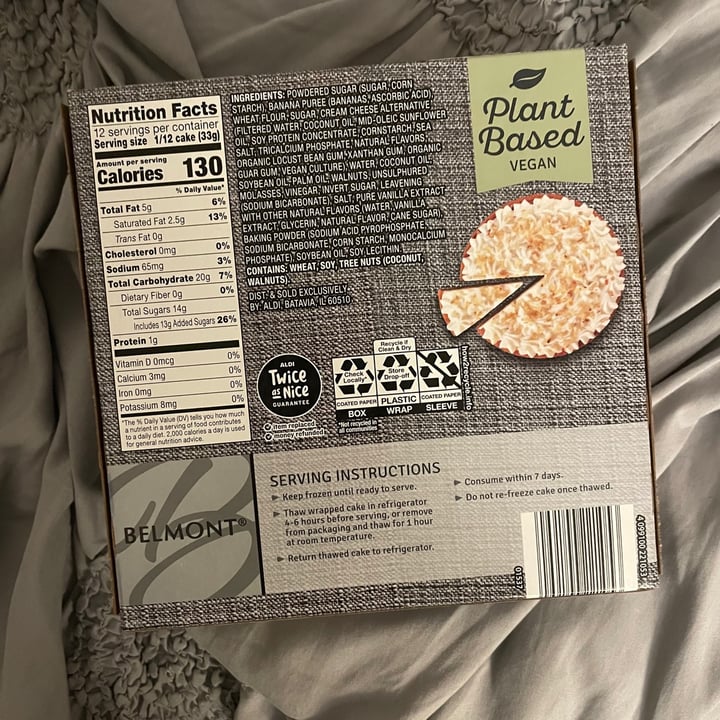 Nutrition Facts
12 servings per container
Serving size 1/12 cake (33g)
Amount per serving
Calories 130
% Daily Value*
Total Fat 5g 6%
Saturated Fat 2.5g 13%
Trans Fat 0g
Cholesterol 0mg 0%
Sodium 65mg 3%
Total Carbohydrate 20g 7%
Dietary Fiber 0g 0%
Total Sugars 14g
Includes 13g Added Sugars 26%
Protein 1g
Vitamin D 0mcg 0%
Calcium 3mg 0%
Iron 0mg 0%
Potassium 8mg 0%
*The % Daily Value (DV) tells you how much
a nutrient in a serving of food contributes
to a daily diet. 2,000 calories a day is used
for general nutrition advice.
INGREDIENTS: POWDERED SUGAR (SUGAR, CORN
STARCH), BANANA PUREE (BANANAS, ASCORBIC ACID),
WHEAT FLOUR, SUGAR, CREAM CHEESE ALTERNATIVE
(FILTERED WATER, COCONUT OIL, MID-OLEIC SUNFLOWER
OIL, SOY PROTEIN CONCENTRATE, CORNSTARCH, SEA
SALT, TRICALCIUM PHOSPHATE, NATURAL FLAVORS,
ORGANIC LOCUST BEAN GUM, XANTHAN GUM, ORGANIC
GUAR GUM, VEGAN CULTURE), WATER, COCONUT OIL,
SOYBEAN OIL, PALM OIL, WALNUTS, UNSULPHURED
MOLASSES, VINEGAR, INVERT SUGAR, LEAVENING
(SODIUM BICARBONATE), SALT, PURE VANILLA EXTRACT
WITH OTHER NATURAL FLAVORS (WATER, VANILLA
EXTRACT, GLYCERIN, NATURAL FLAVOR, CANE SUGAR),
BAKING POWDER (SODIUM ACID PYROPHOSPHATE,
SODIUM BICARBONATE, CORN STARCH, MONOCALCIUM
PHOSPHATE), SOYBEAN OIL, SOY LECITHIN.
CONTAINS: WHEAT, SOY, TREE NUTS (COCONUT,
WALNUTS).
DIST. & SOLD EXCLUSIVELY
BY: ALDI, BATAVIA, IL 60510
Plant
Based
VEGAN
ALDI
Twice
as Nice
GUARANTEE
item replaced
money refunded
Recycle if
Clean & Dry
Check
Locally*
Store
Drop-off
COATED PAPER
PLASTIC
COATED PAPER
BOX
WRAP
SLEEVE
*Not recycled in
all communities
how2recycle.info
BELMONT®
SERVING INSTRUCTIONS
► Keep frozen until ready to serve.
► Thaw wrapped cake in refrigerator
4-6 hours before serving, or remove
from packaging and thaw for 1 hour
at room temperature.
► Return thawed cake to refrigerator.
► Consume within 7 days.
► Do not re-freeze cake once thawed.